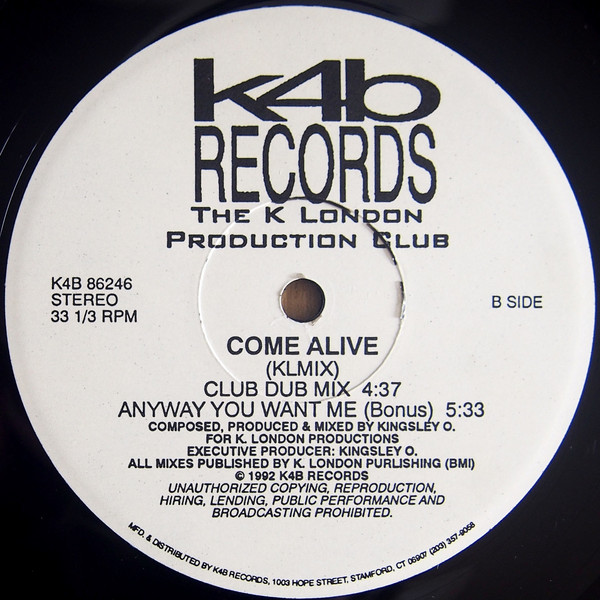 k4b
RECORDS
THE K LONDON
PRODUCTION CLUB
K4B 86246
STEREO
33 1/3 RPM
B SIDE
COME ALIVE
(KLMIX)
CLUB DUB MIX 4:37
ANYWAY YOU WANT ME (Bonus) 5:33
COMPOSED, PRODUCED & MIXED BY KINGSLEY O.
FOR K. LONDON PRODUCTIONS
EXECUTIVE PRODUCER: KINGSLEY O.
ALL MIXES PUBLISHED BY K. LONDON PURLISHING (BMI)
© 1992 K4B RECORDS
UNAUTHORIZED COPYING, REPRODUCTION,
HIRING, LENDING, PUBLIC PERFORMANCE AND
BROADCASTING PROHIBITED.
MFD. & DISTRIBUTED BY K4B RECORDS, 1003 HOPE STREET, STAMFORD, CT 06907 (203) 357-9058